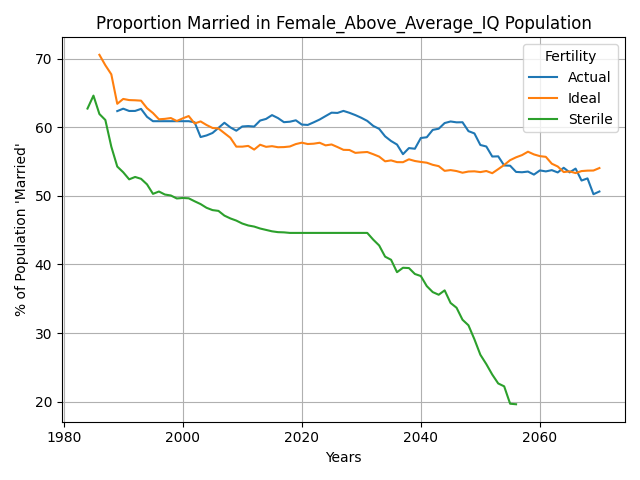 Proportion Married in Female_Above_Average_IQ Population
% of Population 'Married'
70
60
50
40
30
20
Fertility
Actual
Ideal
Sterile
1980
2000
2020
2040
2060
Years